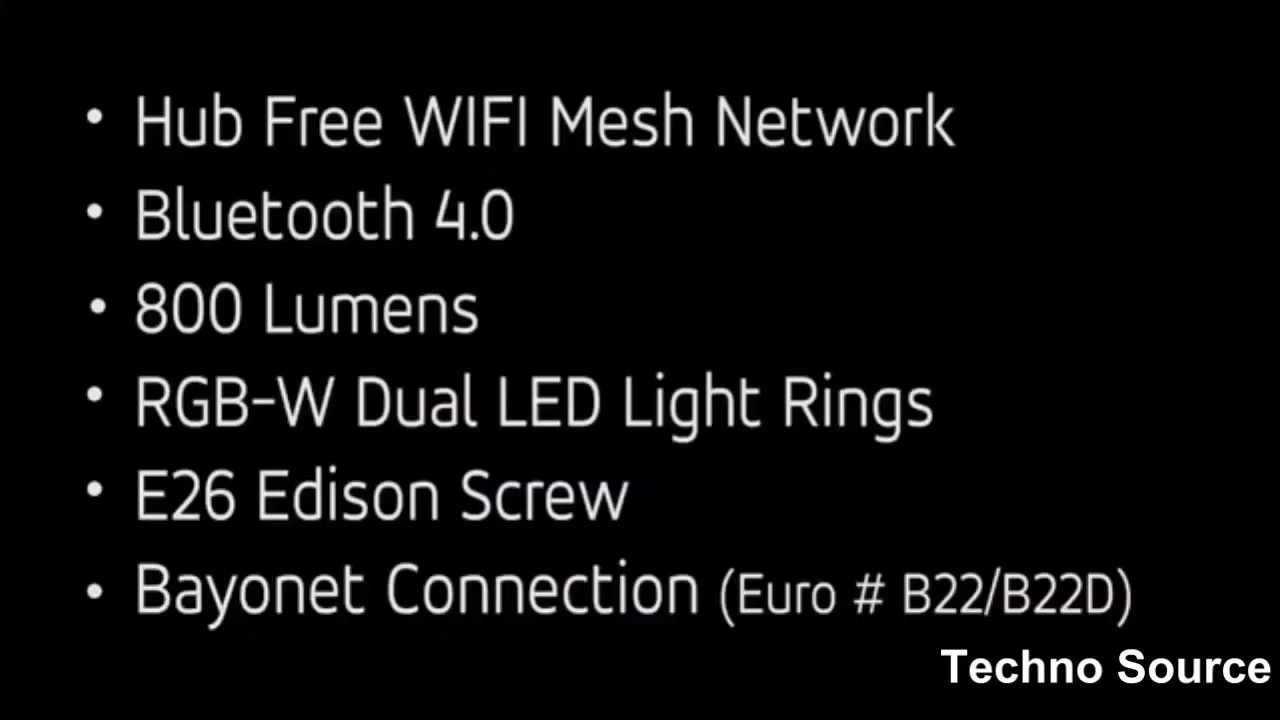 • Hub Free WIFI Mesh Network
• Bluetooth 4.0
• 800 Lumens
• RGB-W Dual LED Light Rings
• E26 Edison Screw
• Bayonet Connection (Euro # B22/B22D)
Techno Source